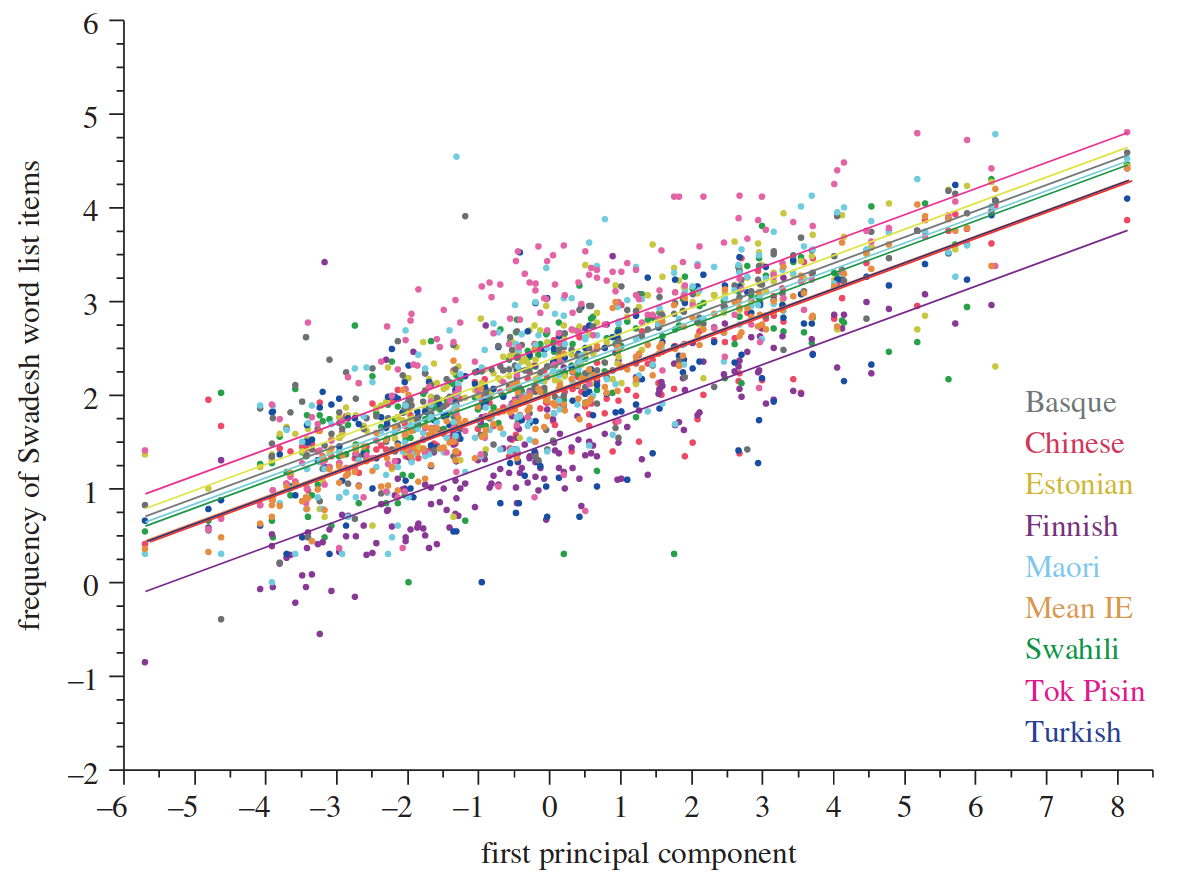 6
5
4
3
2
1
0
–1
–2
–6 –5 –4 –3 –2 –1 0 1 2 3 4 5 6 7 8
first principal component
frequency of Swadesh word list items
Basque
Chinese
Estonian
Finnish
Maori
Mean IE
Swahili
Tok Pisin
Turkish